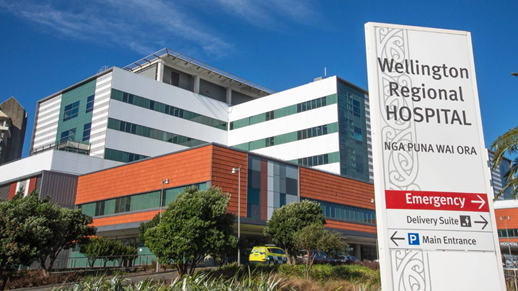 Wellington
Regional
HOSPITAL
NGA PUNA WAI ORA
Emergency
Delivery Suite
P Main Entrance